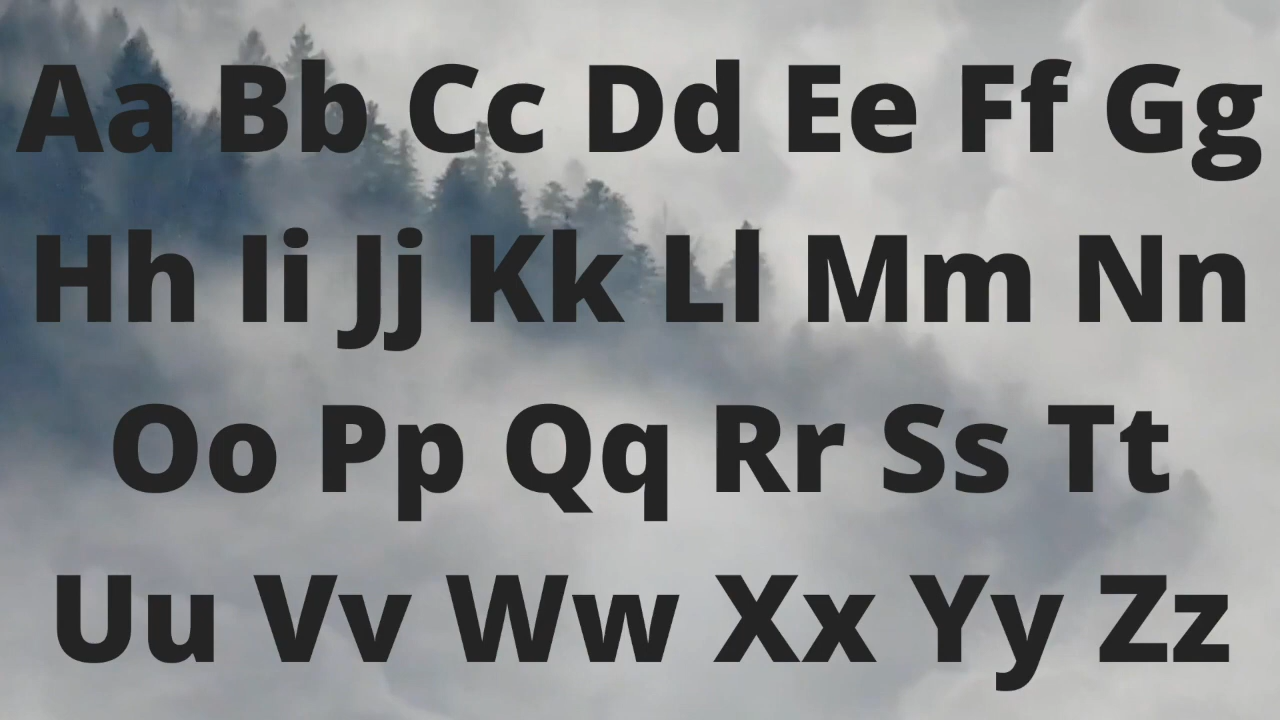 Aa Bb Cc Dd Ee Ff Gg
Hh Ii Jj Kk Ll Mm Nn
Oo Pp Qq Rr Ss Tt
Uu Vv Ww Xx Yy Zz